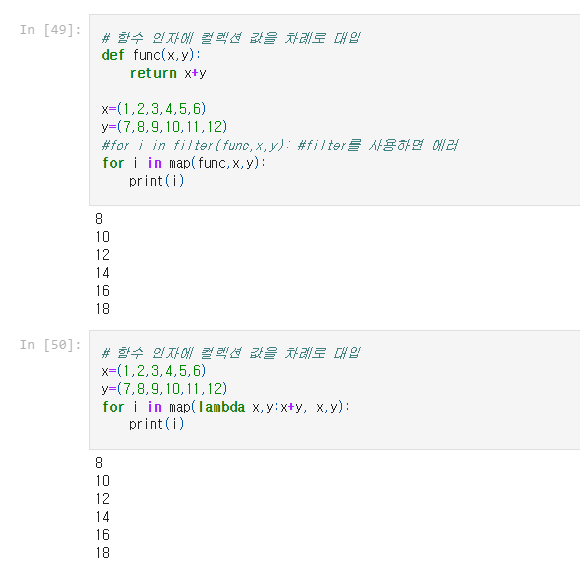 In [49]:
# 함수 인자에 컬렉션 값을 차례로 대입
def func(x,y):
    return x+y
x=(1,2,3,4,5,6)
y=(7,8,9,10,11,12)
#for i in filter(func,x,y): #filter를 사용하면 에러
for i in map(func,x,y):
    print(i)
8
10
12
14
16
18
In [50]:
# 함수 인자에 컬렉션 값을 차례로 대입
x=(1,2,3,4,5,6)
y=(7,8,9,10,11,12)
for i in map(lambda x,y:x+y, x,y):
    print(i)
8
10
12
14
16
18